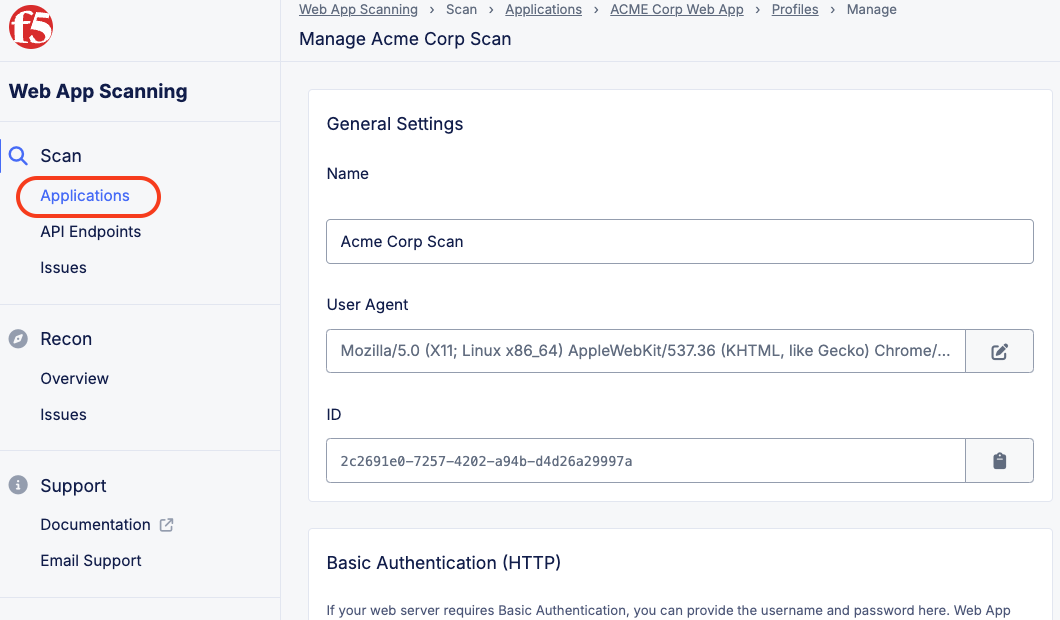 f5
Web App Scanning › Scan › Applications › ACME Corp Web App › Profiles › Manage
Manage Acme Corp Scan
Web App Scanning
Scan
Applications
API Endpoints
Issues
Recon
Overview
Issues
Support
Documentation
Email Support
General Settings
Name
Acme Corp Scan
User Agent
Mozilla/5.0 (X11; Linux x86_64) AppleWebKit/537.36 (KHTML, like Gecko) Chrome/...
ID
2c2691e0-7257-4202-a94b-d4d26a29997a
Basic Authentication (HTTP)
If your web server requires Basic Authentication, you can provide the username and password here. Web App